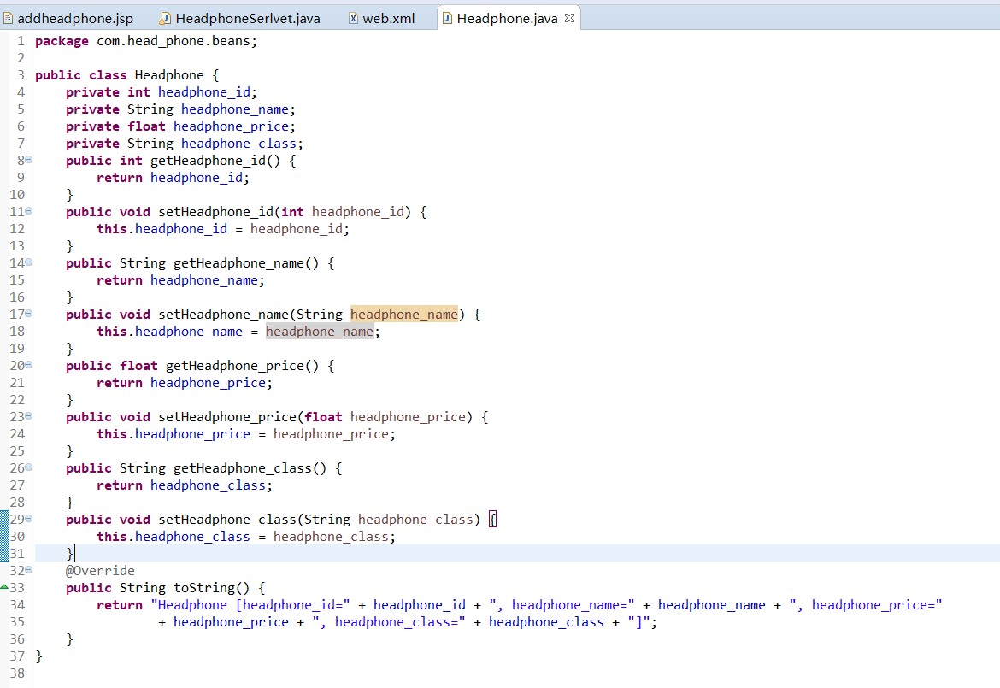 addheadphone.jsp HeadphoneSerlvet.java web.xml Headphone.java
1 package com.head_phone.beans;
2
3 public class Headphone {
4     private int headphone_id;
5     private String headphone_name;
6     private float headphone_price;
7     private String headphone_class;
8     public int getHeadphone_id() {
9         return headphone_id;
10     }
11     public void setHeadphone_id(int headphone_id) {
12         this.headphone_id = headphone_id;
13     }
14     public String getHeadphone_name() {
15         return headphone_name;
16     }
17     public void setHeadphone_name(String headphone_name) {
18         this.headphone_name = headphone_name;
19     }
20     public float getHeadphone_price() {
21         return headphone_price;
22     }
23     public void setHeadphone_price(float headphone_price) {
24         this.headphone_price = headphone_price;
25     }
26     public String getHeadphone_class() {
27         return headphone_class;
28     }
29     public void setHeadphone_class(String headphone_class) {
30         this.headphone_class = headphone_class;
31     }
32     @Override
33     public String toString() {
34         return "Headphone [headphone_id=" + headphone_id + ", headphone_name=" + headphone_name + ", headphone_price="
35                 + headphone_price + ", headphone_class=" + headphone_class + "]";
36     }
37 }
38